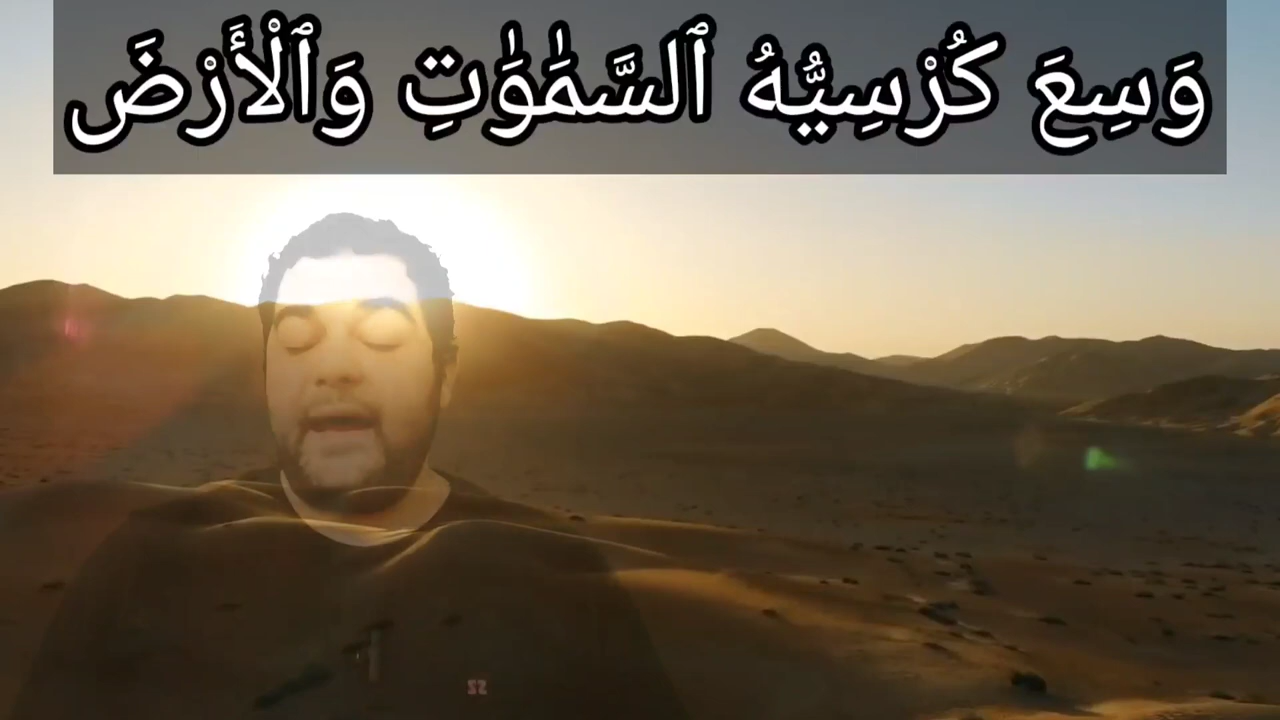 وَسِعَ كُرْسِيُّهُ ٱلسَّمَٰوَٰتِ وَٱلْأَرْضَ